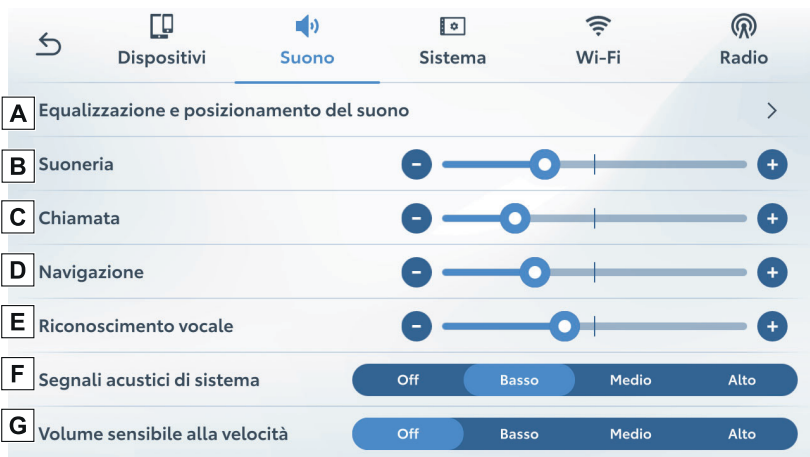 Dispositivi Suono Sistema Wi-Fi Radio
A Equalizzazione e posizionamento del suono
B Suoneria
C Chiamata
D Navigazione
E Riconoscimento vocale
F Segnali acustici di sistema Off Basso Medio Alto
G Volume sensibile alla velocità Off Basso Medio Alto